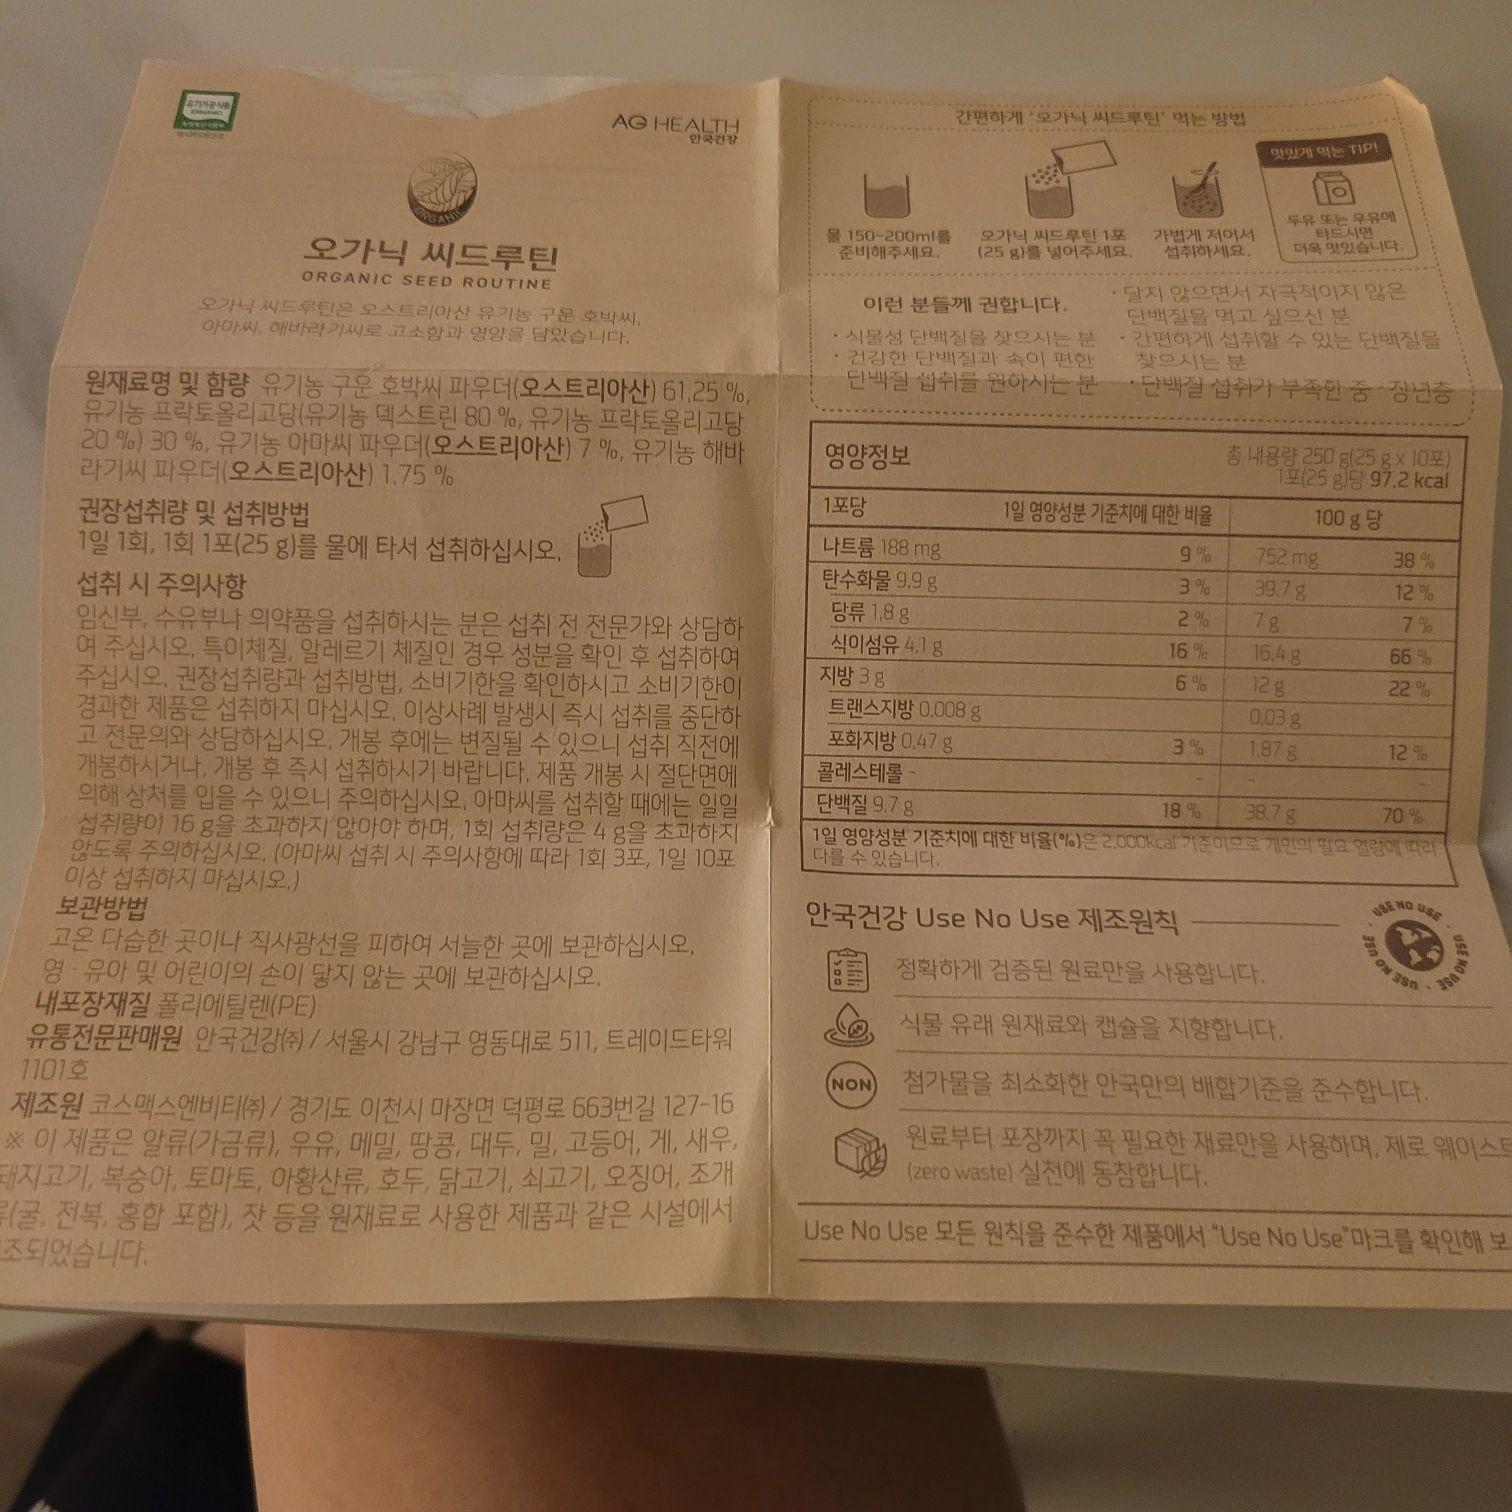 유기가공식품
(ORGANIC)
AG HEALTH
안국건강
ORGANIC
오가닉 씨드루틴
ORGANIC SEED ROUTINE
오가닉 씨드루틴은 오스트리아산 유기농 구운 호박씨,
아마씨, 해바라기씨로 고소함과 영양을 담았습니다.
원재료명 및 함량 유기농 구운 호박씨 파우더(오스트리아산) 61.25 %,
유기농 프락토올리고당(유기농 덱스트린 80 %, 유기농 프락토올리고당
20 %) 30 %, 유기농 아마씨 파우더(오스트리아산) 7 %, 유기농 해바
라기씨 파우더(오스트리아산) 1.75 %
권장섭취량 및 섭취방법
1일 1회, 1회 1포(25 g)를 물에 타서 섭취하십시오.
섭취 시 주의사항
임신부, 수유부나 의약품을 섭취하시는 분은 섭취 전 전문가와 상담하
여 주십시오. 특이체질, 알레르기 체질인 경우 성분을 확인 후 섭취하여
주십시오. 권장섭취량과 섭취방법, 소비기한을 확인하시고 소비기한이
경과한 제품은 섭취하지 마십시오. 이상사례 발생시 즉시 섭취를 중단하
고 전문의와 상담하십시오. 개봉 후에는 변질될 수 있으니 섭취 직전에
개봉하시거나, 개봉 후 즉시 섭취하시기 바랍니다. 제품 개봉 시 절단면에
의해 상처를 입을 수 있으니 주의하십시오. 아마씨를 섭취할 때에는 일일
섭취량이 16 g을 초과하지 않아야 하며, 1회 섭취량은 4 g을 초과하지
않도록 주의하십시오. (아마씨 섭취 시 주의사항에 따라 1회 3포, 1일 10포
이상 섭취하지 마십시오.)
보관방법
고온 다습한 곳이나 직사광선을 피하여 서늘한 곳에 보관하십시오.
영·유아 및 어린이의 손이 닿지 않는 곳에 보관하십시오.
내포장재질 폴리에틸렌(PE)
유통전문판매원 안국건강㈜ / 서울시 강남구 영동대로 511, 트레이드타워
1101호
제조원 코스맥스엔비티㈜ / 경기도 이천시 마장면 덕평로 663번길 127-16
※ 이 제품은 알류(가금류), 우유, 메밀, 땅콩, 대두, 밀, 고등어, 게, 새우,
돼지고기, 복숭아, 토마토, 아황산류, 호두, 닭고기, 쇠고기, 오징어, 조개
류(굴, 전복, 홍합 포함), 잣 등을 원재료로 사용한 제품과 같은 시설에서
조되었습니다.
간편하게 '오가닉 씨드루틴' 먹는 방법
물 150~200ml를
준비해주세요.
오가닉 씨드루틴 1포
(25 g)를 넣어주세요.
가볍게 저어서
섭취하세요.
맛있게 먹는 TIP!
두유 또는 우유에
타드시면
더욱 맛있습니다.
이런 분들께 권합니다.
· 식물성 단백질을 찾으시는 분
· 건강한 단백질과 속이 편한
단백질 섭취를 원하시는 분
· 달지 않으면서 자극적이지 않은
단백질을 먹고 싶으신 분
· 간편하게 섭취할 수 있는 단백질을
찾으시는 분
· 단백질 섭취가 부족한 중·장년층
영양정보 총 내용량 250 g(25 g x 10포)
1포(25 g)당 97.2 kcal
1포당 1일 영양성분 기준치에 대한 비율 100 g 당
나트륨 188 mg 9 % 752 mg 38 %
탄수화물 9.9 g 3 % 39.7 g 12 %
당류 1.8 g 2 % 7 g 7 %
식이섬유 4.1 g 16 % 16.4 g 66 %
지방 3 g 6 % 12 g 22 %
트랜스지방 0.008 g 0.03 g
포화지방 0.47 g 3 % 1.87 g 12 %
콜레스테롤 - - - -
단백질 9.7 g 18 % 38.7 g 70 %
1일 영양성분 기준치에 대한 비율(%)은 2,000kcal 기준이므로 개인의 필요 열량에 따라
다를 수 있습니다.
안국건강 Use No Use 제조원칙
USE NO USE · USE NO USE · USE NO USE ·
정확하게 검증된 원료만을 사용합니다.
식물 유래 원재료와 캡슐을 지향합니다.
NON 첨가물을 최소화한 안국만의 배합기준을 준수합니다.
원료부터 포장까지 꼭 필요한 재료만을 사용하며, 제로 웨이스트
(zero waste) 실천에 동참합니다.
Use No Use 모든 원칙을 준수한 제품에서 "Use No Use"마크를 확인해 보